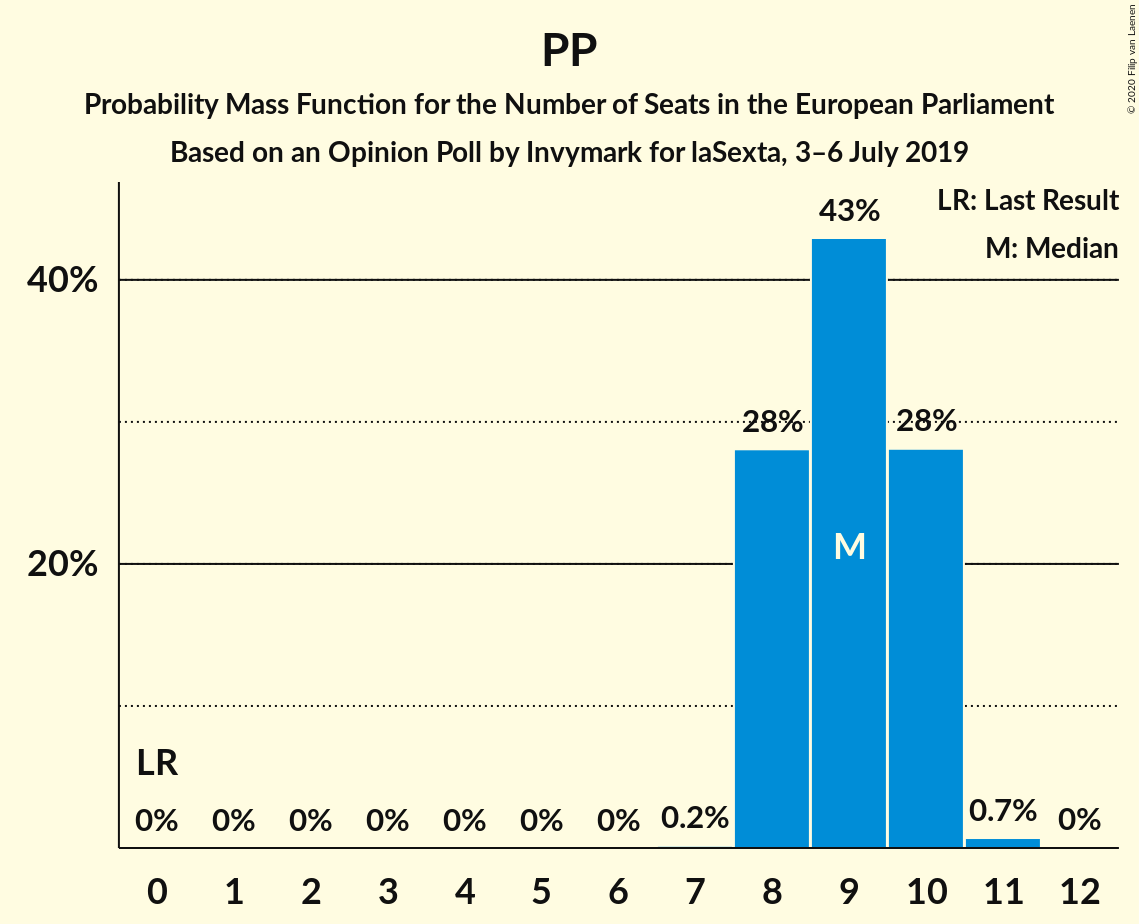 PP
Probability Mass Function for the Number of Seats in the European Parliament
Based on an Opinion Poll by Invymark for laSexta, 3–6 July 2019
© 2020 Filip van Laenen
LR: Last Result
M: Median
40%
20%
43%
28%
28%
M
LR
0%
0%
0%
0%
0%
0%
0%
0.2%
0.7%
0%
0 1 2 3 4 5 6 7 8 9 10 11 12